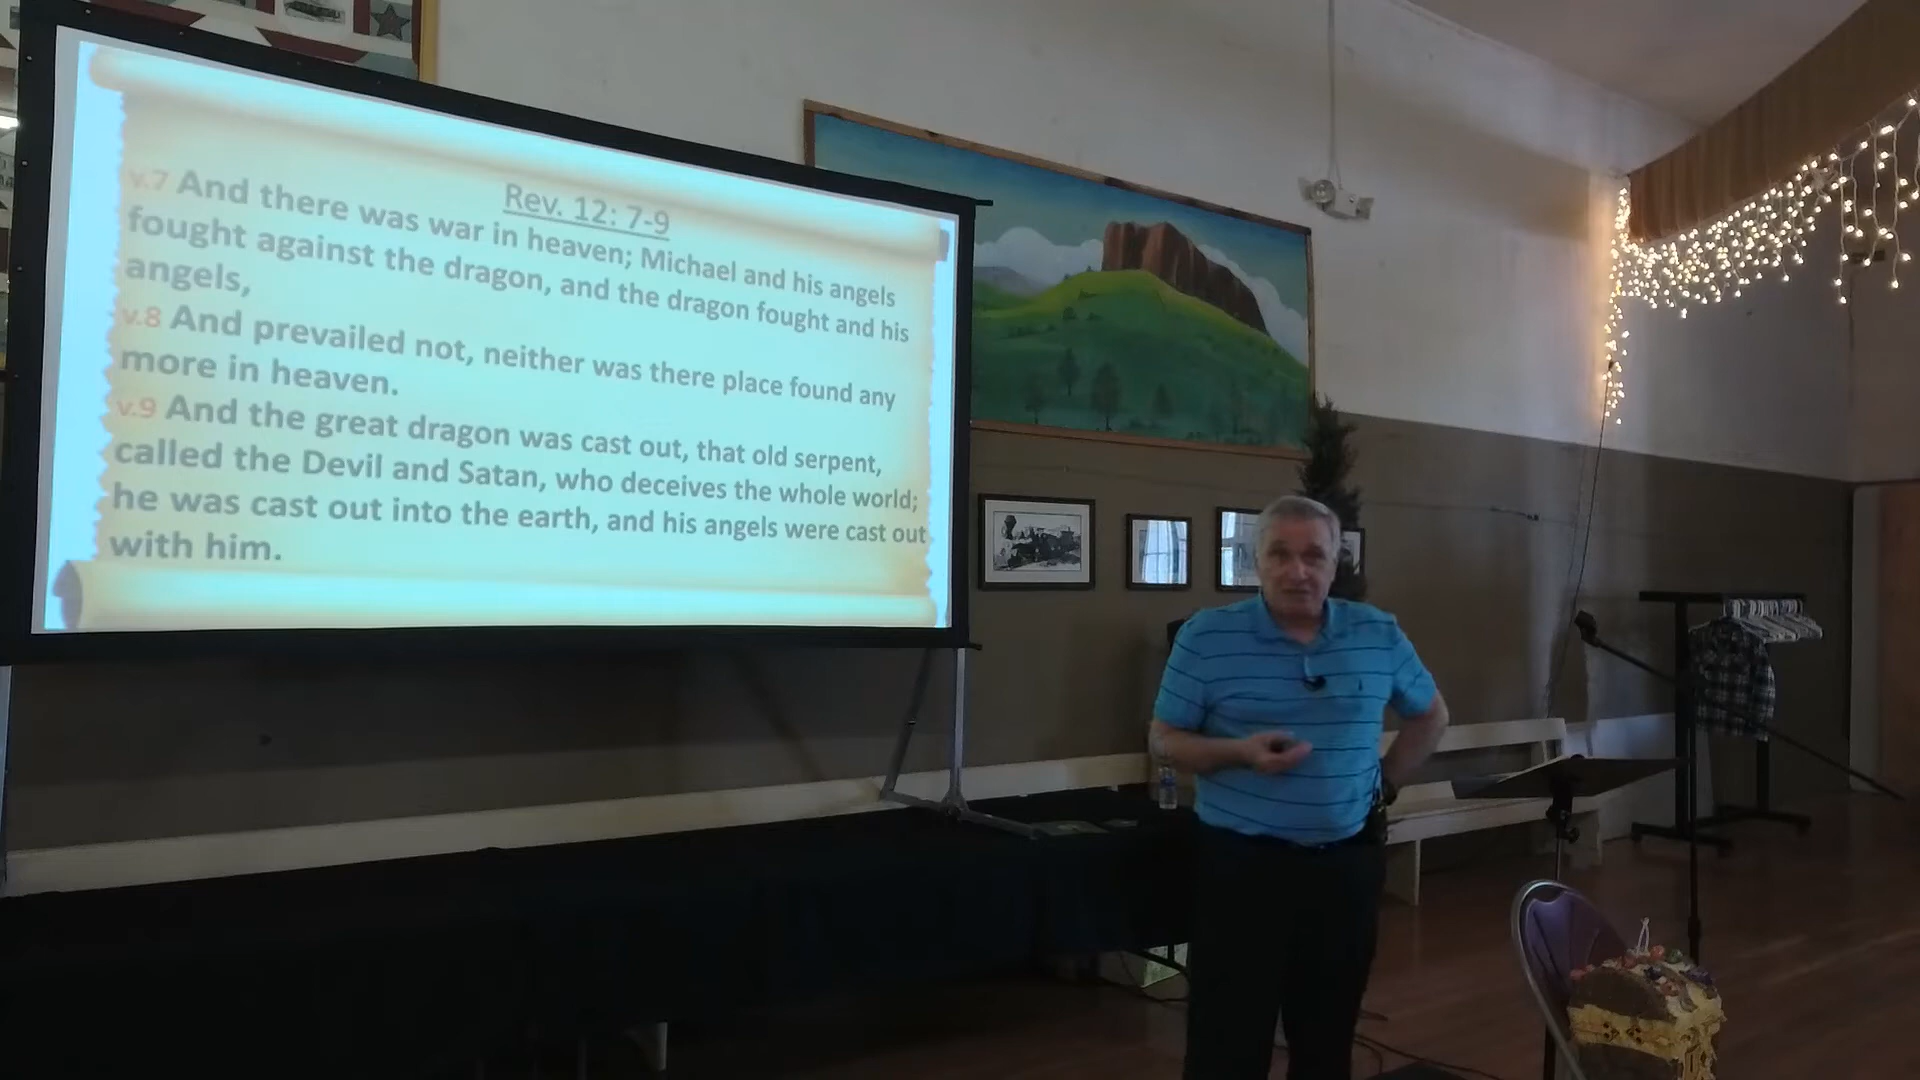 Rev. 12: 7-9
v.7 And there was war in heaven; Michael and his angels
fought against the dragon, and the dragon fought and his
angels,
v.8 And prevailed not, neither was there place found any
more in heaven.
v.9 And the great dragon was cast out, that old serpent,
called the Devil and Satan, who deceives the whole world;
he was cast out into the earth, and his angels were cast out
with him.